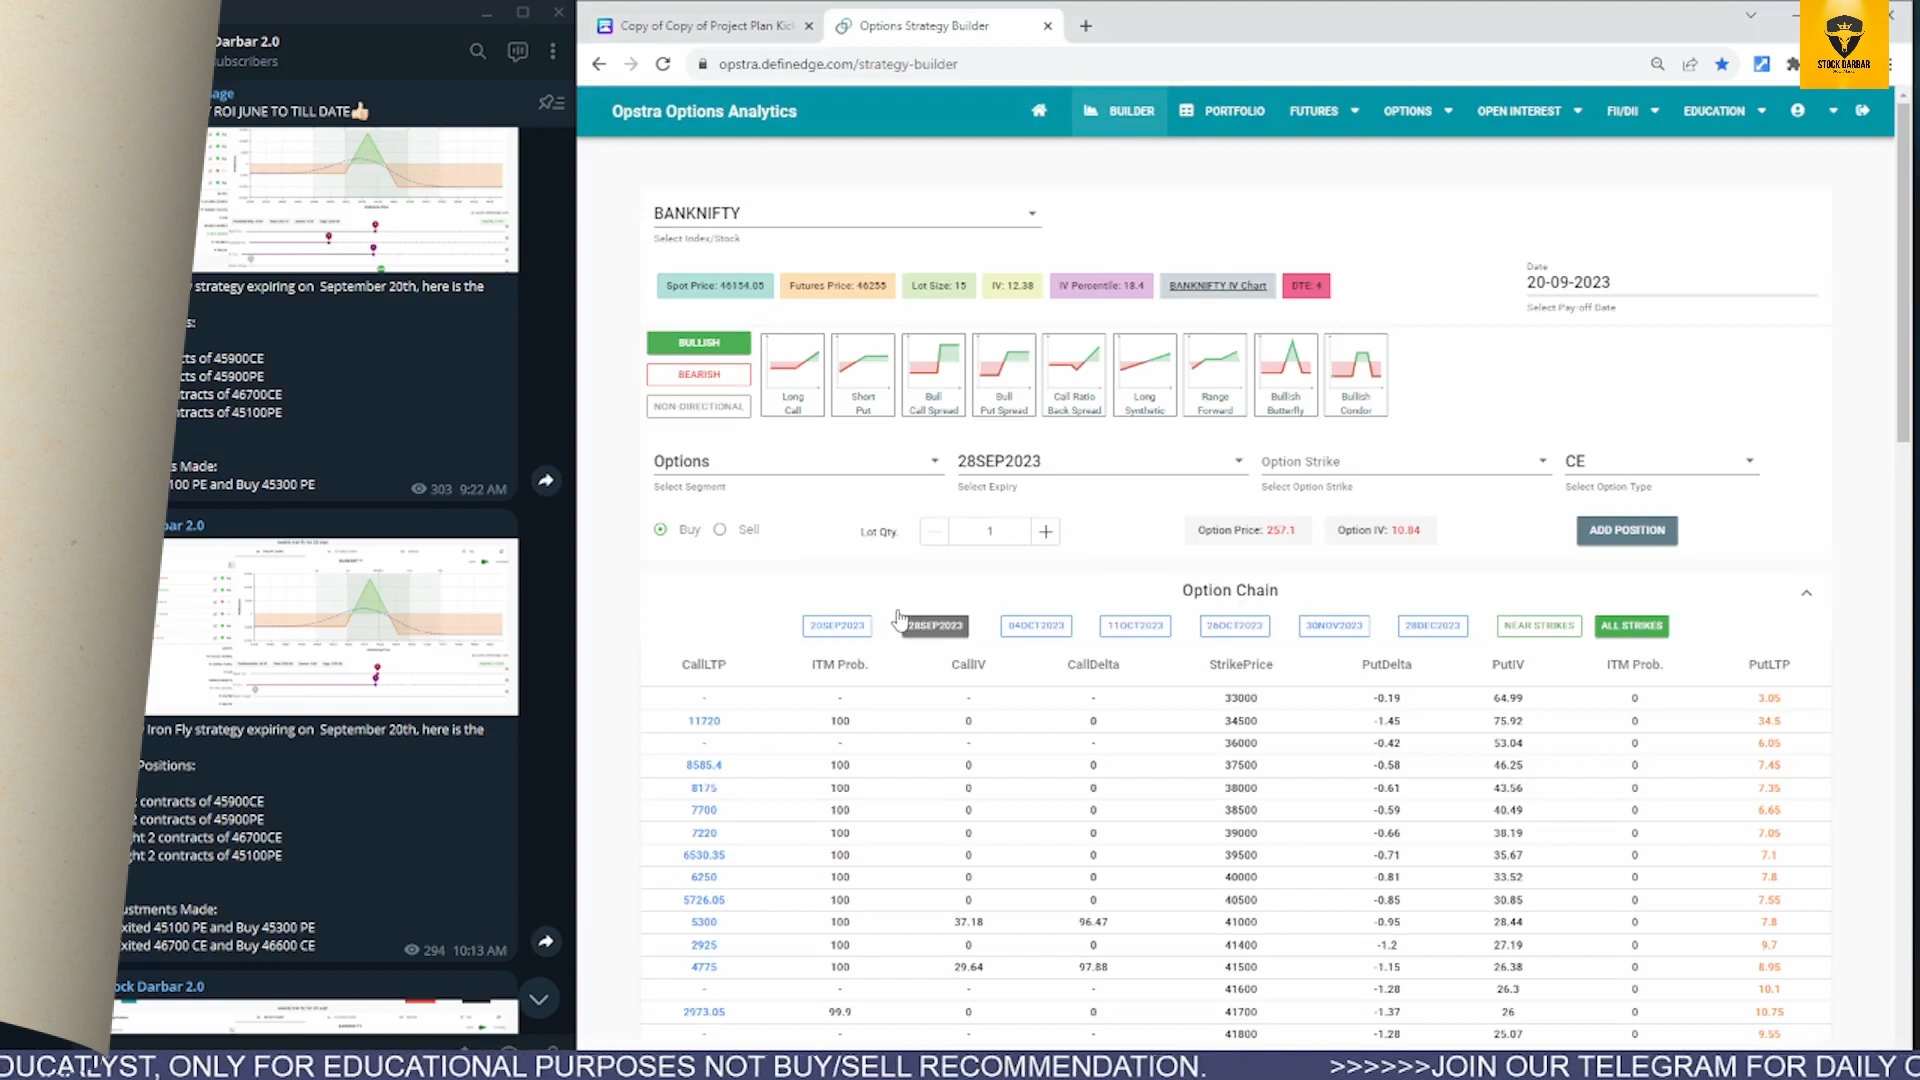 Darbar 2.0
subscribers
sage
ROI JUNE TO TILL DATE👍
strategy expiring on September 20th, here is the
s:
cts of 45900CE
cts of 45900PE
tracts of 46700CE
ntracts of 45100PE
s Made:
100 PE and Buy 45300 PE
303 9:22 AM
bar 2.0
Iron Fly strategy expiring on September 20th, here is the
Positions:
2 contracts of 45900CE
2 contracts of 45900PE
ght 2 contracts of 46700CE
ght 2 contracts of 45100PE
ustments Made:
xited 45100 PE and Buy 45300 PE
xited 46700 CE and Buy 46600 CE
294 10:13 AM
ock Darbar 2.0
Copy of Copy of Project Plan Kic
Options Strategy Builder
opstra.definedge.com/strategy-builder
STOCK DARBAR
Opstra Options Analytics
BUILDER PORTFOLIO FUTURES OPTIONS OPEN INTEREST FII/DII EDUCATION
BANKNIFTY
Select Index/Stock
Spot Price: 46154.05 Futures Price: 46255 Lot Size: 15 IV: 12.38 IV Percentile: 18.4 BANKNIFTY IV Chart DTE: 4
Date
20-09-2023
Select Pay-off Date
BULLISH
BEARISH
NON-DIRECTIONAL
Long Call
Short Put
Bull Call Spread
Bull Put Spread
Call Ratio Back Spread
Long Synthetic
Range Forward
Bullish Butterfly
Bullish Condor
Options 28SEP2023 Option Strike CE
Select Segment Select Expiry Select Option Strike Select Option Type
Buy Sell Lot Qty. 1 Option Price: 257.1 Option IV: 10.84 ADD POSITION
Option Chain
20SEP2023 28SEP2023 04OCT2023 11OCT2023 26OCT2023 30NOV2023 28DEC2023 NEAR STRIKES ALL STRIKES
CallLTP ITM Prob. CallIV CallDelta StrikePrice PutDelta PutIV ITM Prob. PutLTP
- - - - 33000 -0.19 64.99 0 3.05
11720 100 0 0 34500 -1.45 75.92 0 34.5
- - - - 36000 -0.42 53.04 0 6.05
8585.4 100 0 0 37500 -0.58 46.25 0 7.45
8175 100 0 0 38000 -0.61 43.56 0 7.35
7700 100 0 0 38500 -0.59 40.49 0 6.65
7220 100 0 0 39000 -0.66 38.19 0 7.05
6530.35 100 0 0 39500 -0.71 35.67 0 7.1
6250 100 0 0 40000 -0.81 33.52 0 7.8
5726.05 100 0 0 40500 -0.85 30.85 0 7.55
5300 100 37.18 96.47 41000 -0.95 28.44 0 7.8
2925 100 0 0 41400 -1.2 27.19 0 9.7
4775 100 29.64 97.88 41500 -1.15 26.38 0 8.95
- - - - 41600 -1.28 26.3 0 10.1
2973.05 99.9 0 0 41700 -1.37 26 0 10.75
- - - - 41800 -1.28 25.07 0 9.55
DUCATLYST, ONLY FOR EDUCATIONAL PURPOSES NOT BUY/SELL RECOMMENDATION. >>>>>>JOIN OUR TELEGRAM FOR DAILY C